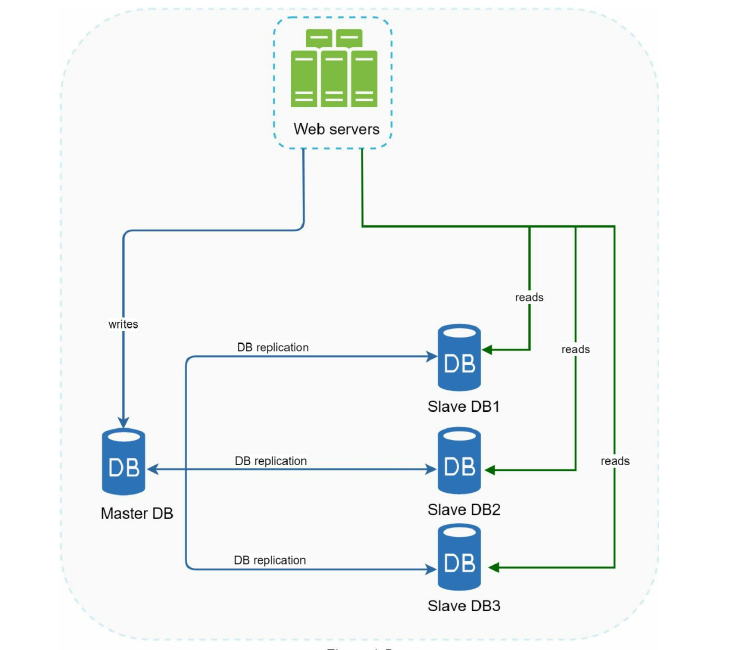 Web servers
writes
reads
reads
reads
DB replication
DB
Slave DB1
DB replication
DB
Master DB
DB
Slave DB2
DB replication
DB
Slave DB3